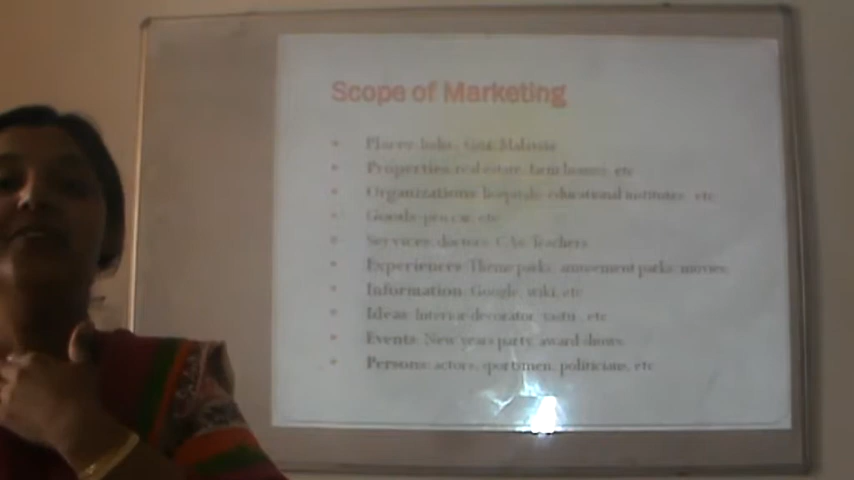 Scope of Marketing
Places: India, Goa, Malaysia
Properties: real estate, farm houses, etc
Organizations: hospitals, educational institutes, etc
Goods: pen, car, etc
Services: doctors, CAs, Teachers
Experiences: Theme parks, amusement parks, movies
Information: Google, wiki, etc
Ideas: Interior decorator, vastu, etc
Events: New years party, award shows
Persons: actors, sportsmen, politicians, etc